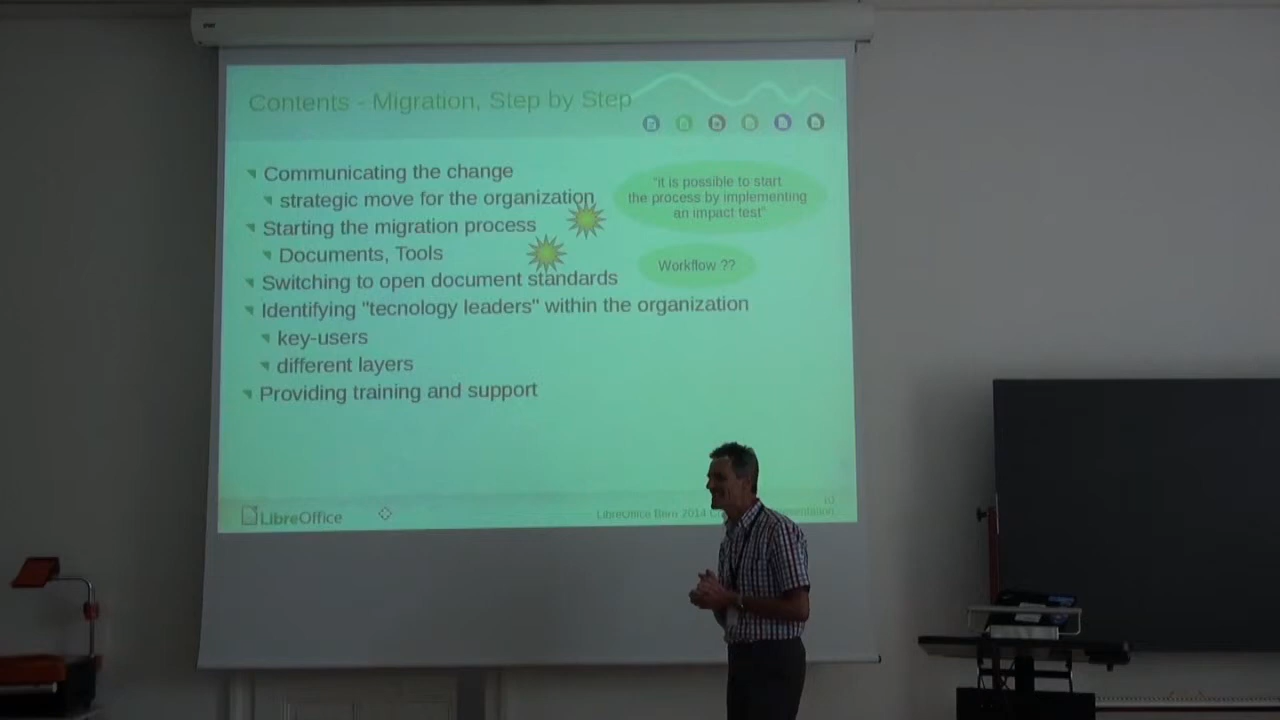 Contents - Migration, Step by Step
Communicating the change
strategic move for the organization
Starting the migration process
Documents, Tools
Switching to open document standards
Identifying "tecnology leaders" within the organization
key-users
different layers
Providing training and support
"it is possible to start
the process by implementing
an impact test"
Workflow ??
LibreOffice
LibreOffice Bern 2014